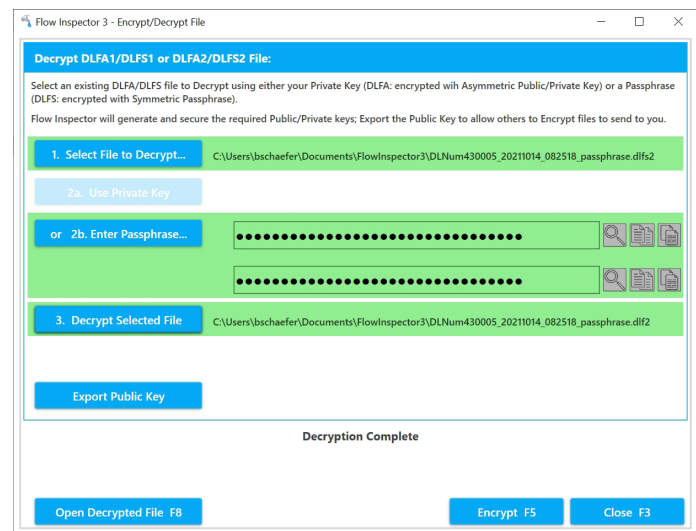 Flow Inspector 3 - Encrypt/Decrypt File
Decrypt DLFA1/DLFS1 or DLFA2/DLFS2 File:
Select an existing DLFA/DLFS file to Decrypt using either your Private Key (DLFA: encrypted wih Asymmetric Public/Private Key) or a Passphrase
(DLFS: encrypted with Symmetric Passphrase).
Flow Inspector will generate and secure the required Public/Private keys; Export the Public Key to allow others to Encrypt files to send to you.
1. Select File to Decrypt... C:\Users\bschaefer\Documents\FlowInspector3\DLNum430005_20211014_082518_passphrase.dlfs2
2a. Use Private Key
or 2b. Enter Passphrase...
3. Decrypt Selected File C:\Users\bschaefer\Documents\FlowInspector3\DLNum430005_20211014_082518_passphrase.dlf2
Export Public Key
Decryption Complete
Open Decrypted File F8 Encrypt F5 Close F3